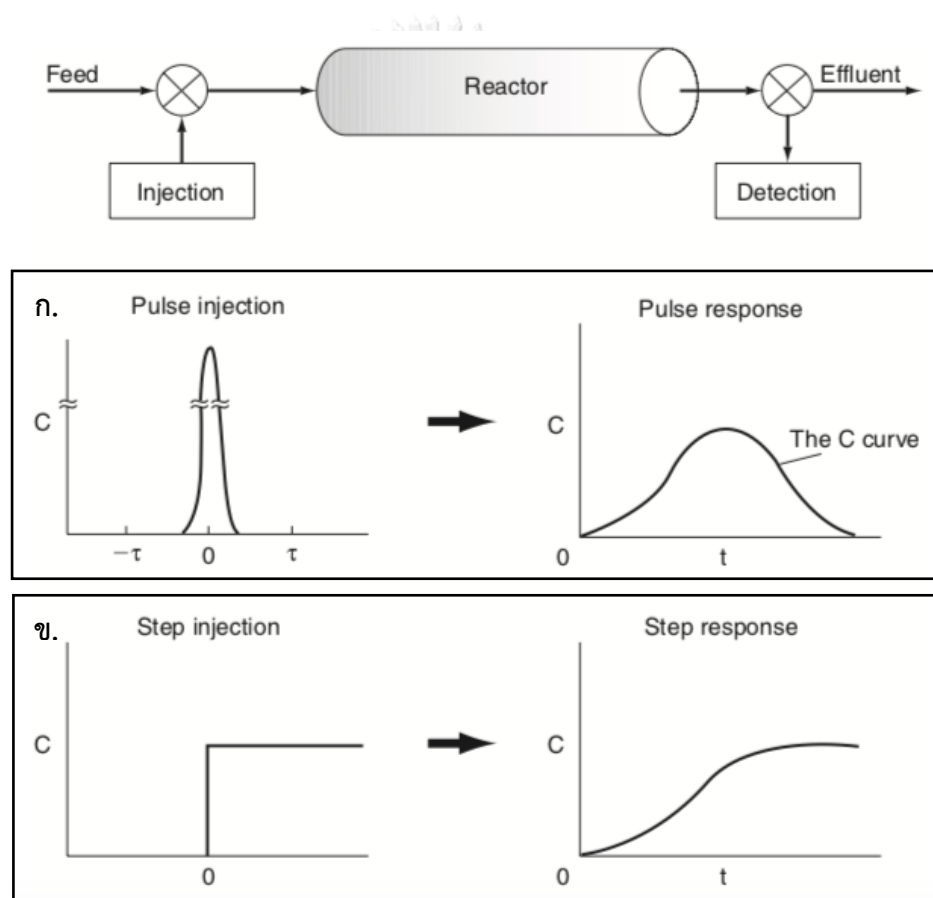 Feed
Reactor
Effluent
Injection
Detection
ก. Pulse injection
Pulse response
C
−τ 0 τ
C
The C curve
0 t
ข. Step injection
Step response
C
0
C
0 t